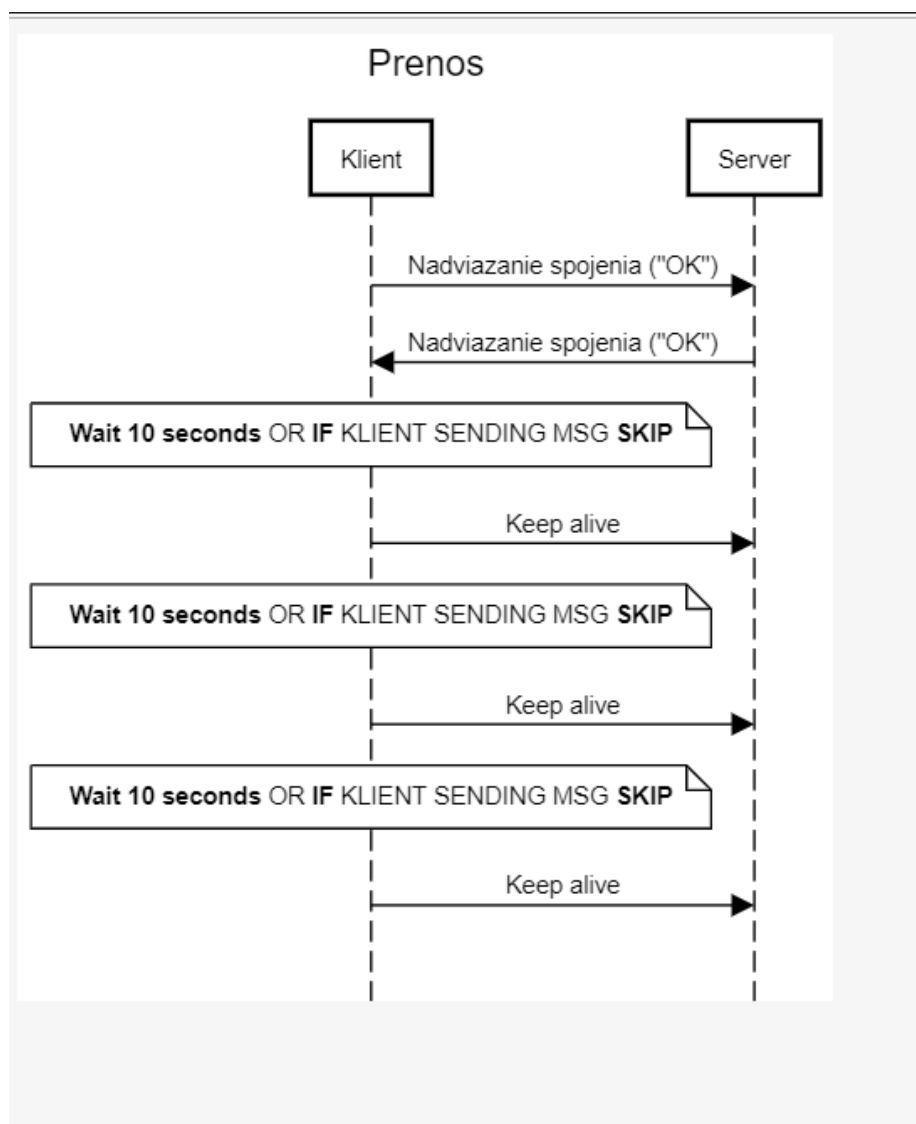 Prenos
Klient
Server
Nadviazanie spojenia ("OK")
Nadviazanie spojenia ("OK")
Wait 10 seconds OR IF KLIENT SENDING MSG SKIP
Keep alive
Wait 10 seconds OR IF KLIENT SENDING MSG SKIP
Keep alive
Wait 10 seconds OR IF KLIENT SENDING MSG SKIP
Keep alive